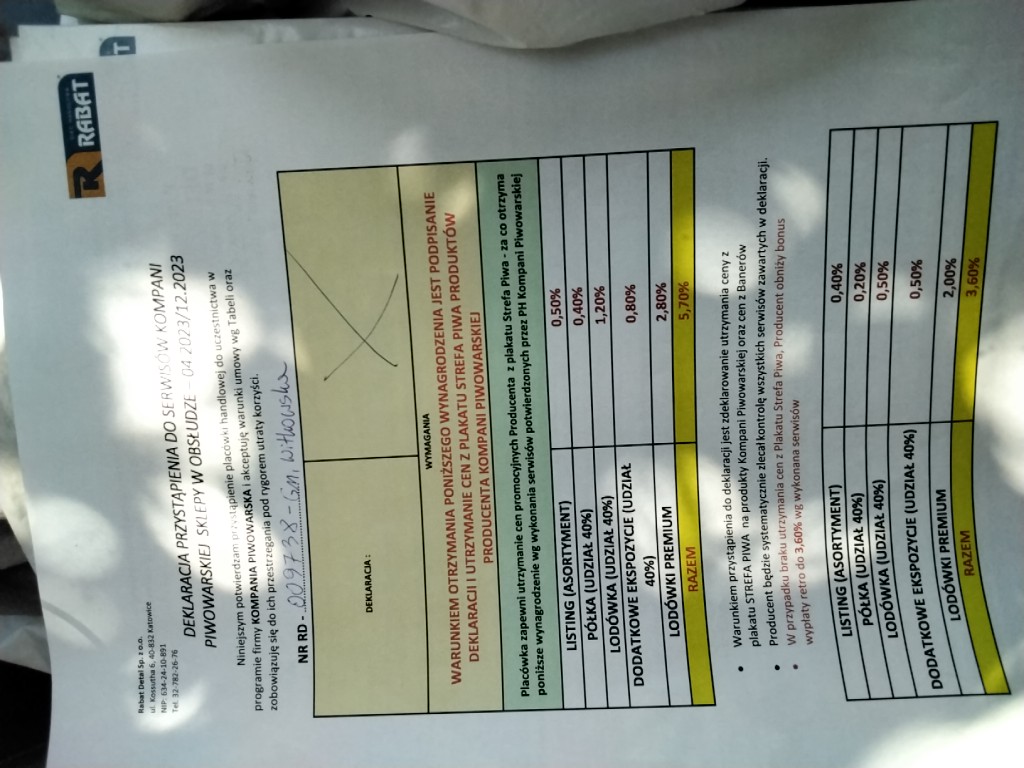 RABAT
Rabat Detal Sp. z o.o.
ul. Kossutha 6, 40-832 Katowice
NIP: 634-24-10-891
Tel. 32-782-26-76
DEKLARACJA PRZYSTĄPIENIA DO SERWISÓW KOMPANI
PIWOWARSKIEJ SKLEPY W OBSŁUDZE – 04.2023/12.2023
Niniejszym potwierdzam przystąpienie placówki handlowej do uczestnictwa w
programie firmy KOMPANIA PIWOWARSKA i akceptuję warunki umowy wg Tabeli oraz
zobowiązuję się do ich przestrzegania pod rygorem utraty korzyści.
NR RD - 009738 - GM, Witkowska
DEKLARACJA :
WYMAGANIA
WARUNKIEM OTRZYMANIA PONIŻSZEGO WYNAGRODZENIA JEST PODPISANIE
DEKLARACJI I UTRZYMANIE CEN Z PLAKATU STREFA PIWA PRODUKTÓW
PRODUCENTA KOMPANI PIWOWARSKIEJ
Placówka zapewni utrzymanie cen promocyjnych Producenta z plakatu Strefa Piwa - za co otrzyma
poniższe wynagrodzenie wg wykonania serwisów potwierdzonych przez PH Kompani Piwowarskiej
LISTING (ASORTYMENT) 0,50%
PÓŁKA (UDZIAŁ 40%) 0,40%
LODÓWKA (UDZIAŁ 40%) 1,20%
DODATKOWE EKSPOZYCJE (UDZIAŁ
40%) 0,80%
LODÓWKI PREMIUM 2,80%
RAZEM 5,70%
• Warunkiem przystąpienia do deklaracji jest zdeklarowanie utrzymania ceny z
plakatu STREFA PIWA na produkty Kompani Piwowarskiej oraz cen z Banerów
• Producent będzie systematycznie zlecał kontrolę wszystkich serwisów zawartych w deklaracji.
• W przypadku braku utrzymania cen z Plakatu Strefa Piwa, Producent obniży bonus
wypłaty retro do 3,60% wg wykonana serwisów
LISTING (ASORTYMENT) 0,40%
PÓŁKA (UDZIAŁ 40%) 0,20%
LODÓWKA (UDZIAŁ 40%) 0,50%
DODATKOWE EKSPOZYCJE (UDZIAŁ 40%) 0,50%
LODÓWKI PREMIUM 2,00%
RAZEM 3,60%